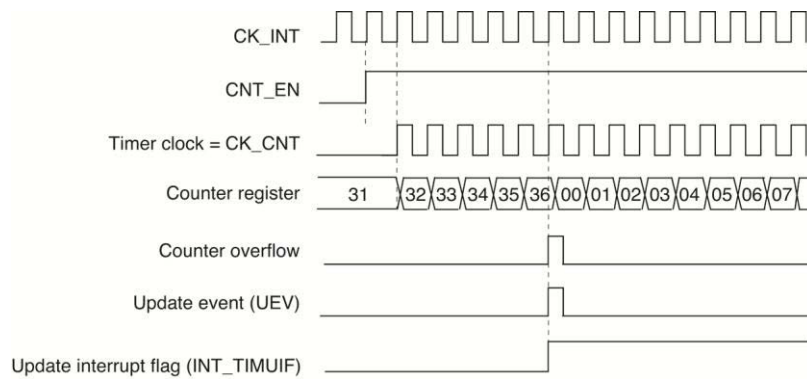 CK_INT
CNT_EN
Timer clock = CK_CNT
Counter register 31 32 33 34 35 36 00 01 02 03 04 05 06 07
Counter overflow
Update event (UEV)
Update interrupt flag (INT_TIMUIF)